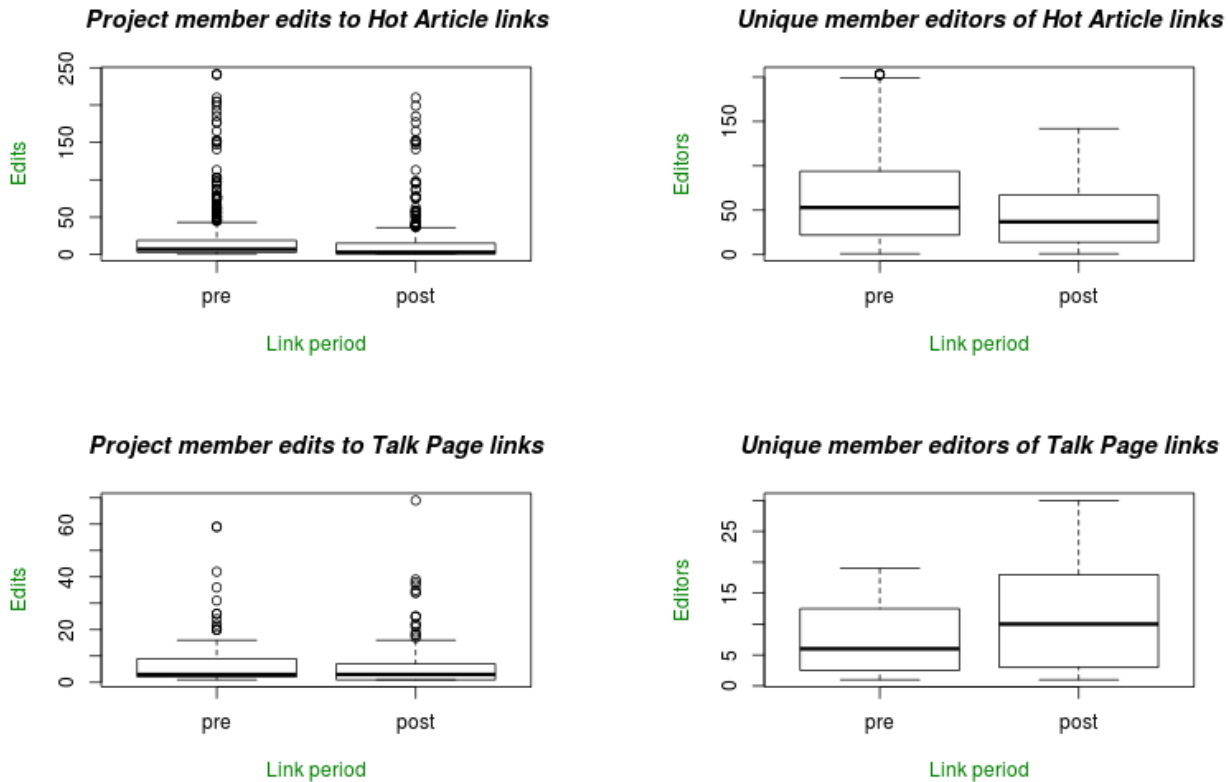 Project member edits to Hot Article links
Edits
250
150
50
0
pre
post
Link period
Unique member editors of Hot Article links
Editors
150
50
0
pre
post
Link period
Project member edits to Talk Page links
Edits
60
40
20
0
pre
post
Link period
Unique member editors of Talk Page links
Editors
25
15
5
0
pre
post
Link period